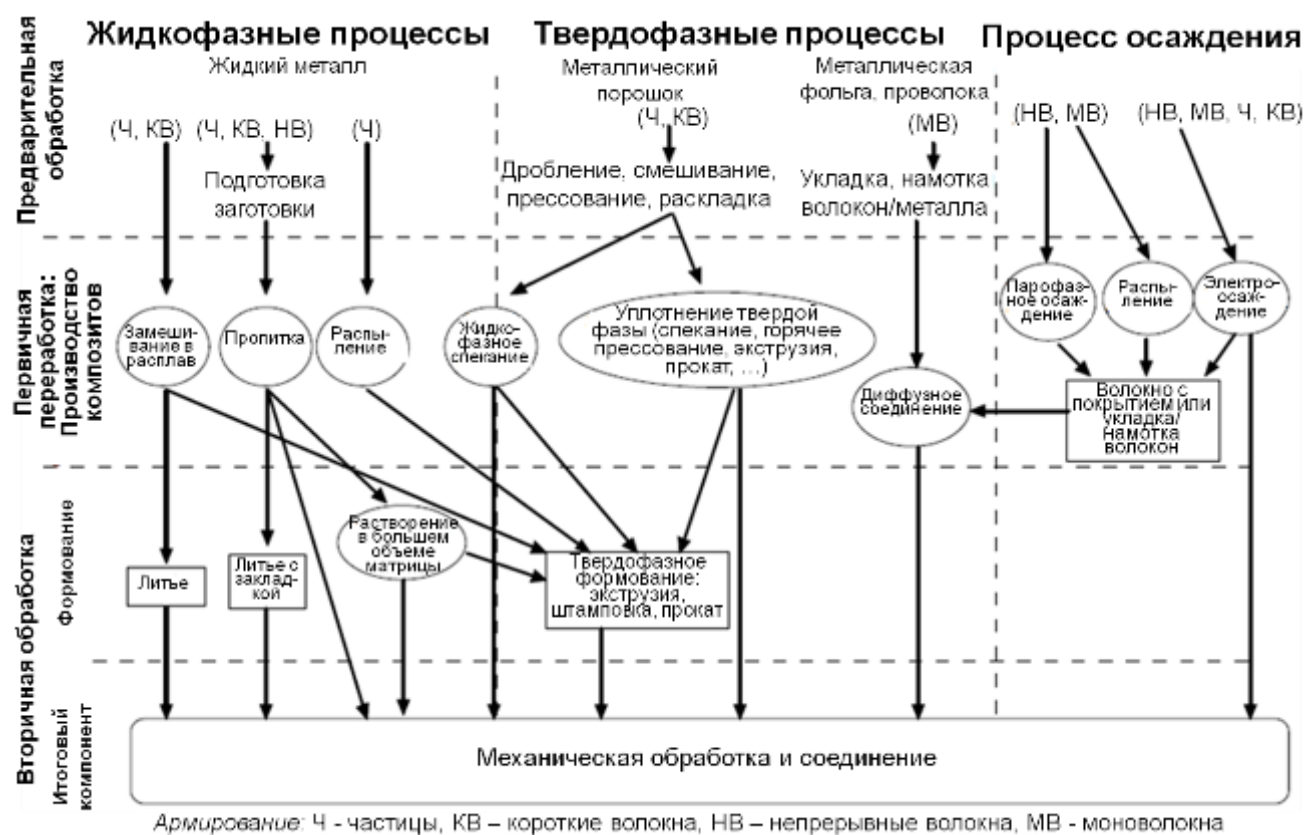 Жидкофазные процессы
Твердофазные процессы
Процесс осаждения
Предварительная
обработка
Жидкий металл
Металлический
порошок
(Ч, КВ)
Металлическая
фольга, проволока
(МВ)
(Ч, КВ)
(Ч, КВ, НВ)
(Ч)
(НВ, МВ)
(НВ, МВ, Ч, КВ)
Подготовка
заготовки
Дробление, смешивание,
прессование, раскладка
Укладка, намотка
волокон/металла
Первичная
переработка:
Производство
композитов
Замеши-
вание в
расплав
Пропитка
Распы-
ление
Жидко-
фазное
спекание
Уплотнение твердой
фазы (спекание, горячее
прессование, экструзия,
прокат, ...)
Диффузное
соединение
Парофаз-
ное осаж-
дение
Распы-
ление
Электро-
осаж-
дение
Волокно с
покрытием или
укладка/
намотка
волокон
Вторичная обработка
Формование
Литье
Литье с
заклад-
кой
Растворение
в большем
объеме
матрицы
Твердофазное
формование:
экструзия,
штамповка, прокат
Итоговый
компонент
Механическая обработка и соединение
Армирование: Ч - частицы, КВ – короткие волокна, НВ – непрерывные волокна, МВ - моноволокна